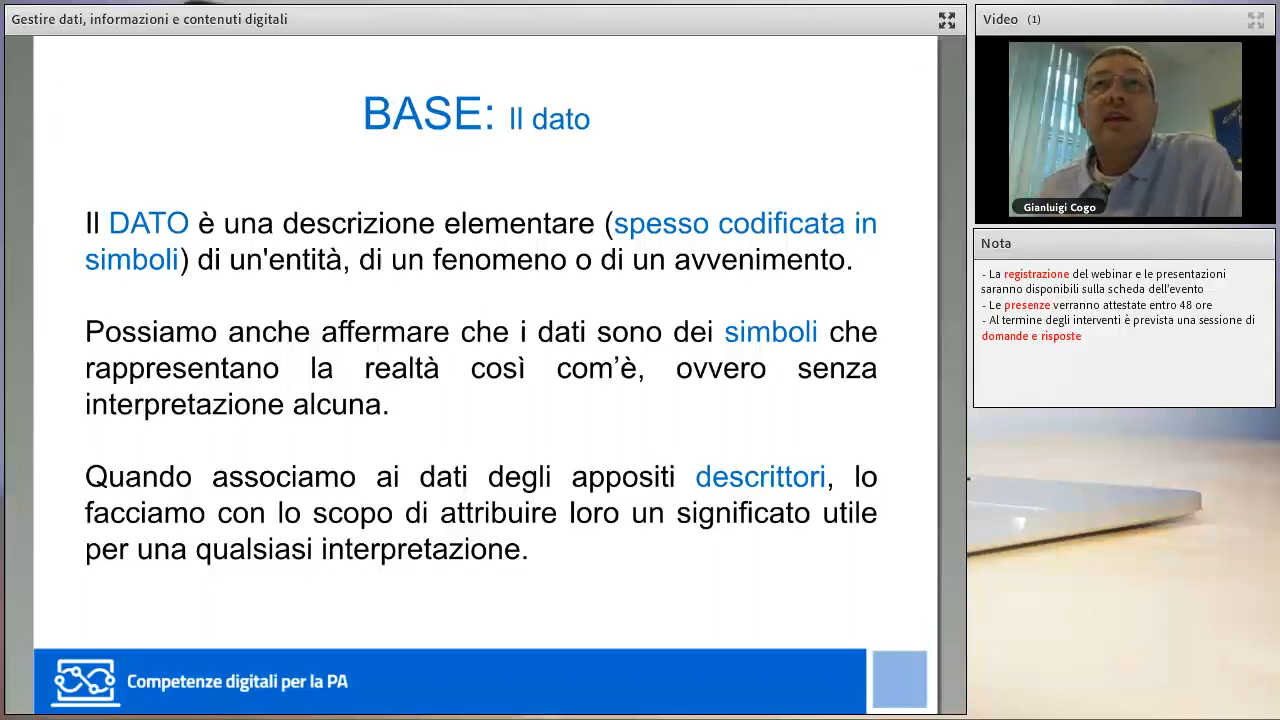 Gestire dati, informazioni e contenuti digitali
BASE: Il dato
Il DATO è una descrizione elementare (spesso codificata in
simboli) di un'entità, di un fenomeno o di un avvenimento.
Possiamo anche affermare che i dati sono dei simboli che
rappresentano la realtà così com’è, ovvero senza
interpretazione alcuna.
Quando associamo ai dati degli appositi descrittori, lo
facciamo con lo scopo di attribuire loro un significato utile
per una qualsiasi interpretazione.
Competenze digitali per la PA
Video (1)
Gianluigi Cogo
Nota
- La registrazione del webinar e le presentazioni
saranno disponibili sulla scheda dell'evento
- Le presenze verranno attestate entro 48 ore
- Al termine degli interventi è prevista una sessione di
domande e risposte